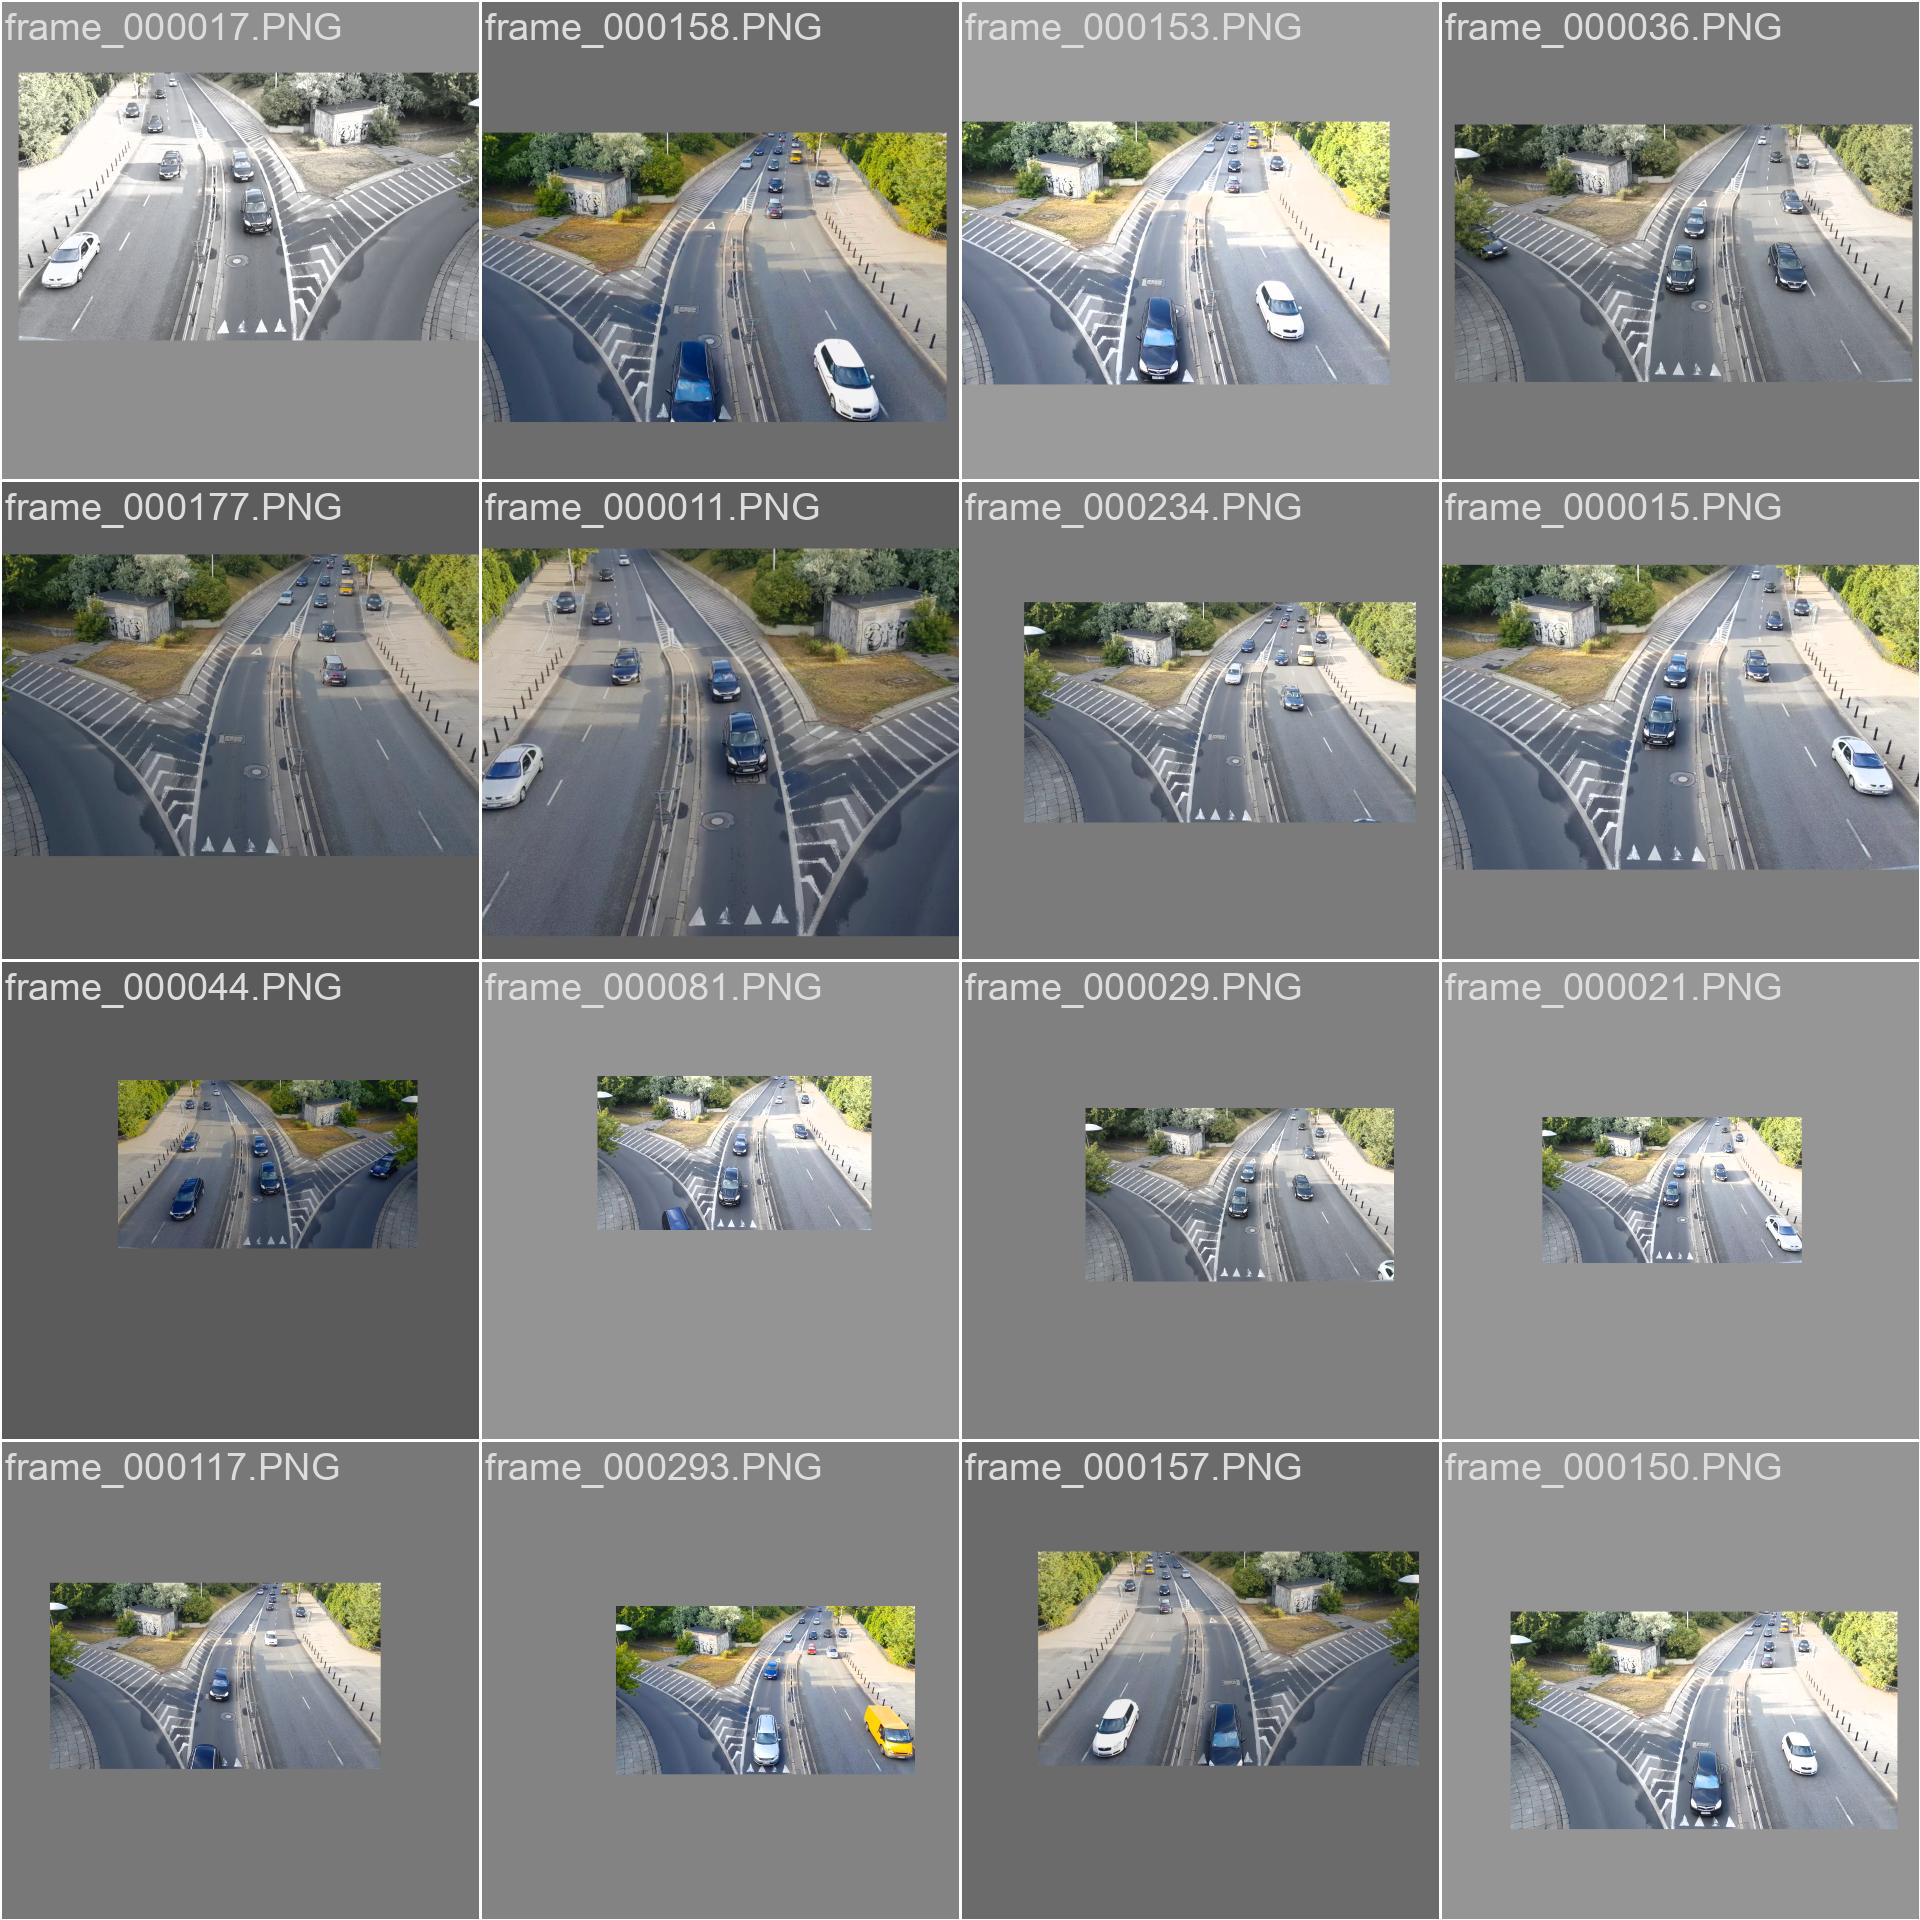 frame_000017.PNG
frame_000158.PNG
frame_000153.PNG
frame_000036.PNG
frame_000177.PNG
frame_000011.PNG
frame_000234.PNG
frame_000015.PNG
frame_000044.PNG
frame_000081.PNG
frame_000029.PNG
frame_000021.PNG
frame_000117.PNG
frame_000293.PNG
frame_000157.PNG
frame_000150.PNG